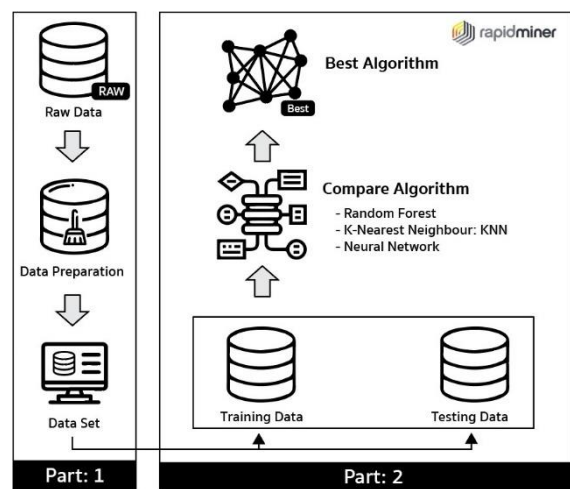 RAW
Raw Data
Data Preparation
Data Set
Part: 1
rapidminer
Best Algorithm
Best
Compare Algorithm
- Random Forest
- K-Nearest Neighbour: KNN
- Neural Network
Training Data
Testing Data
Part: 2